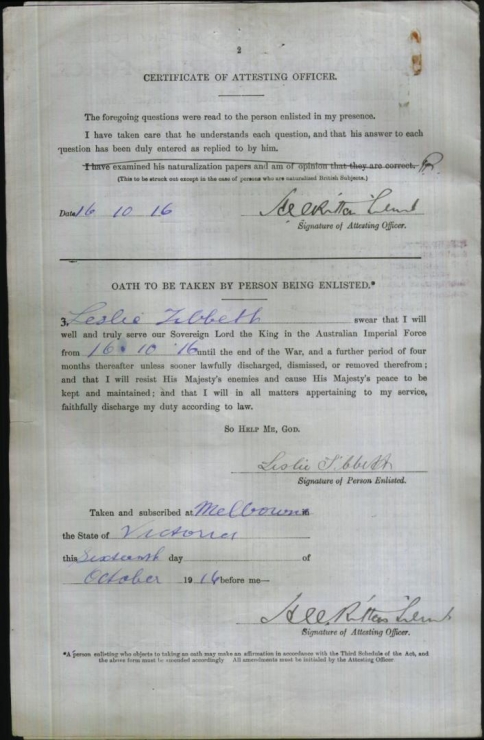 2
CERTIFICATE OF ATTESTING OFFICER.
The foregoing questions were read to the person enlisted in my presence.
I have taken care that he understands each question, and that his answer to each
question has been duly entered as replied to by him.
I have examined his naturalization papers and am of opinion that they are correct.
(This to be struck out except in the case of persons who are naturalized British Subjects.)
Date 16 10 16
Lieut
Signature of Attesting Officer.
OATH TO BE TAKEN BY PERSON BEING ENLISTED.*
Leslie Tibbeth swear that I will
well and truly serve our Sovereign Lord the King in the Australian Imperial Force
from 16 10 16 until the end of the War, and a further period of four
months thereafter unless sooner lawfully discharged, dismissed, or removed therefrom;
and that I will resist His Majesty's enemies and cause His Majesty's peace to be
kept and maintained; and that I will in all matters appertaining to my service,
faithfully discharge my duty according to law.
SO HELP ME, GOD.
Leslie Tibbeth
Signature of Person Enlisted.
Taken and subscribed at Melbourne in
the State of Victoria
this Sixteenth day of
October 1916 before me—
Lieut
Signature of Attesting Officer.
*A person enlisting who objects to taking an oath may make an affirmation in accordance with the Third Schedule of the Act, and
the above form must be amended accordingly All amendments must be initialed by the Attesting Officer